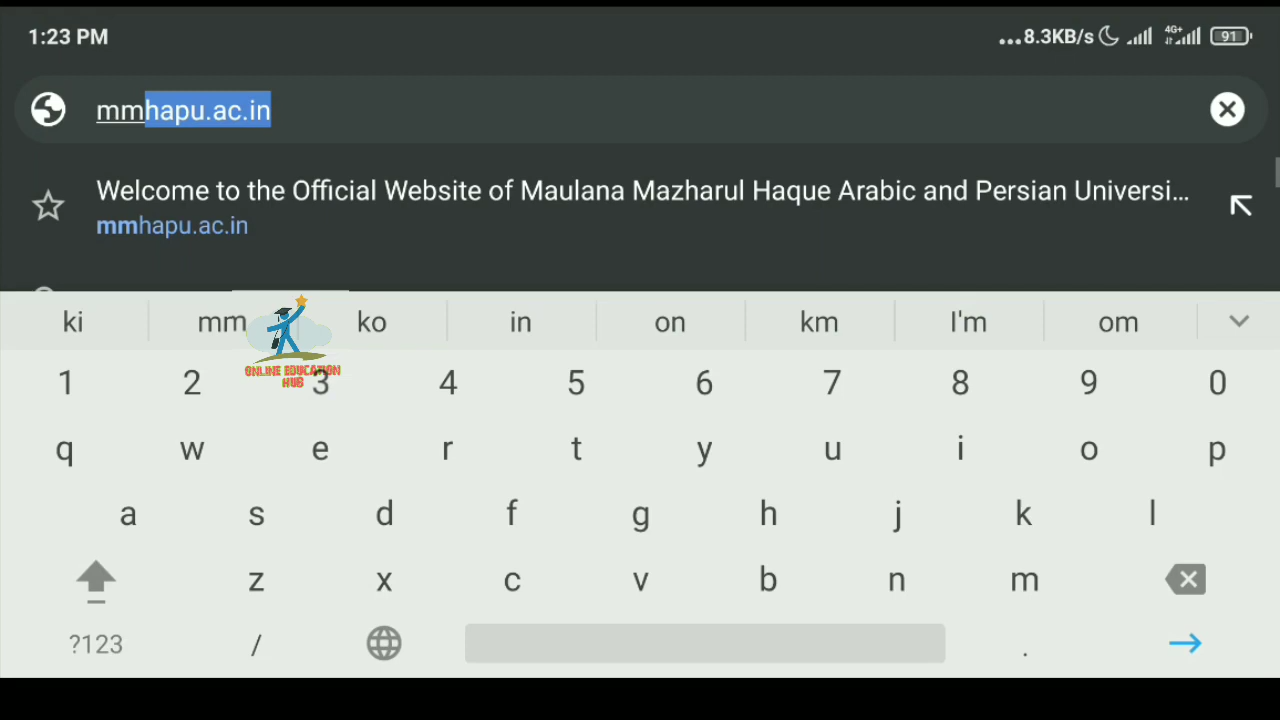 1:23 PM
...8.3KB/s 4G+ 91
mmhapu.ac.in
Welcome to the Official Website of Maulana Mazharul Haque Arabic and Persian Universi...
mmhapu.ac.in
ki mm ko in on km I'm om
ONLINE EDUCATION
HUB
1 2 3 4 5 6 7 8 9 0
q w e r t y u i o p
a s d f g h j k l
z x c v b n m
?123 / .